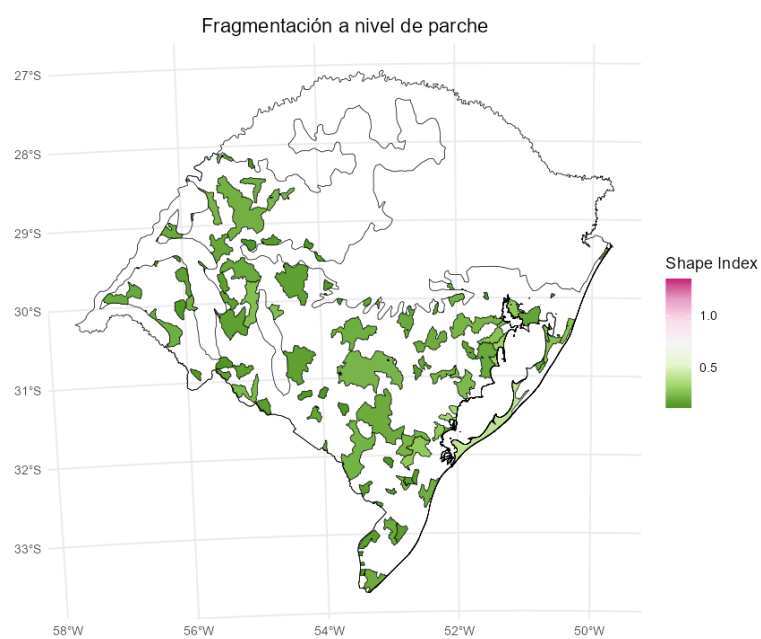 Fragmentación a nivel de parche
27°S
28°S
29°S
30°S
31°S
32°S
33°S
58°W
56°W
54°W
52°W
50°W
Shape Index
1.0
0.5